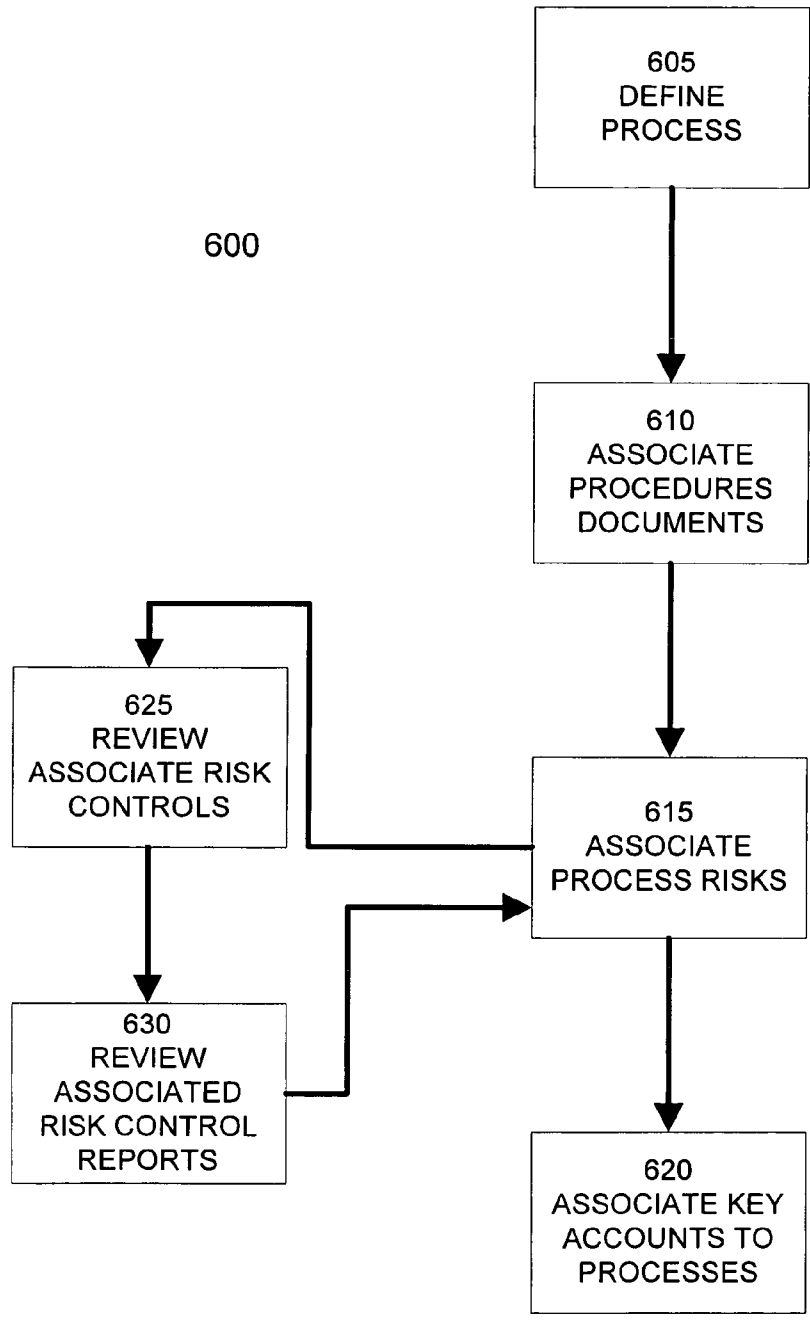 605
DEFINE
PROCESS
600
610
ASSOCIATE
PROCEDURES
DOCUMENTS
625
REVIEW
ASSOCIATE RISK
CONTROLS
615
ASSOCIATE
PROCESS RISKS
630
REVIEW
ASSOCIATED
RISK CONTROL
REPORTS
620
ASSOCIATE KEY
ACCOUNTS TO
PROCESSES